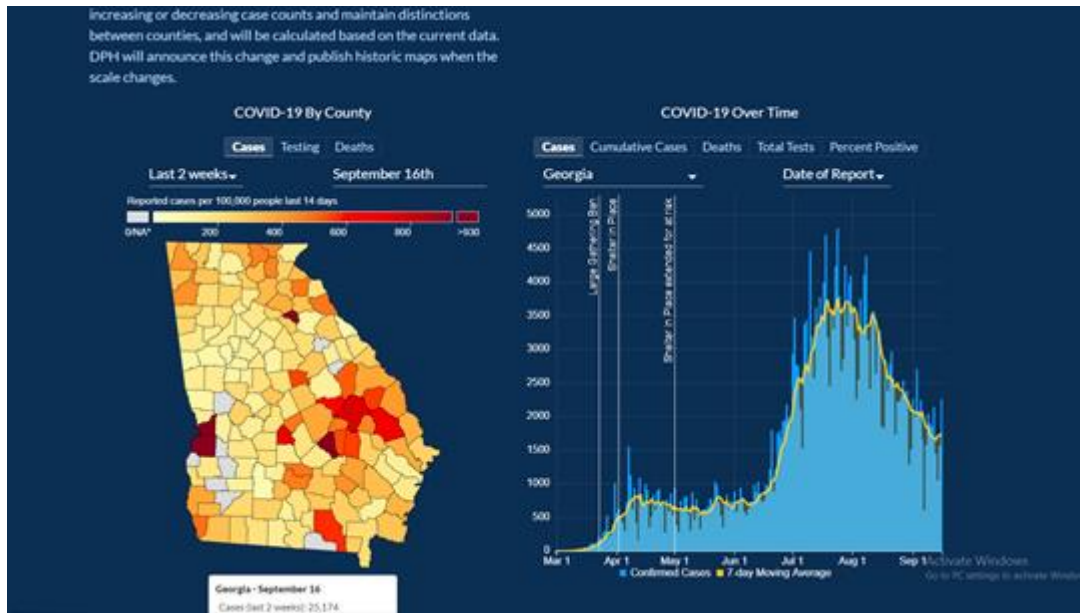 increasing or decreasing case counts and maintain distinctions
between counties, and will be calculated based on the current data.
DPH will announce this change and publish historic maps when the
scale changes.
COVID-19 By County
Cases Testing Deaths
Last 2 weeks September 16th
Reported cases per 100,000 people last 14 days
0/NA* 200 400 600 800 >930
Georgia - September 16
Cases (last 2 weeks): 25,174
COVID-19 Over Time
Cases Cumulative Cases Deaths Total Tests Percent Positive
Georgia Date of Report
5000
4500
4000
3500
3000
2500
2000
1500
1000
500
0
Large Gathering Ban
Shelter in Place
Shelter in Place extended for at risk
Mar 1 Apr 1 May 1 Jun 1 Jul 1 Aug 1 Sep 1
Confirmed Cases 7-day Moving Average
Activate Windows
Go to PC settings to activate Windows